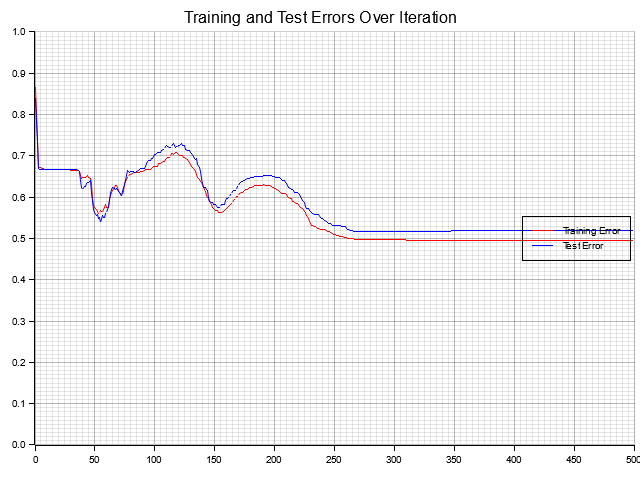 Training and Test Errors Over Iteration
1.0
0.9
0.8
0.7
0.6
0.5
0.4
0.3
0.2
0.1
0.0
Training Error
Test Error
0 50 100 150 200 250 300 350 400 450 500